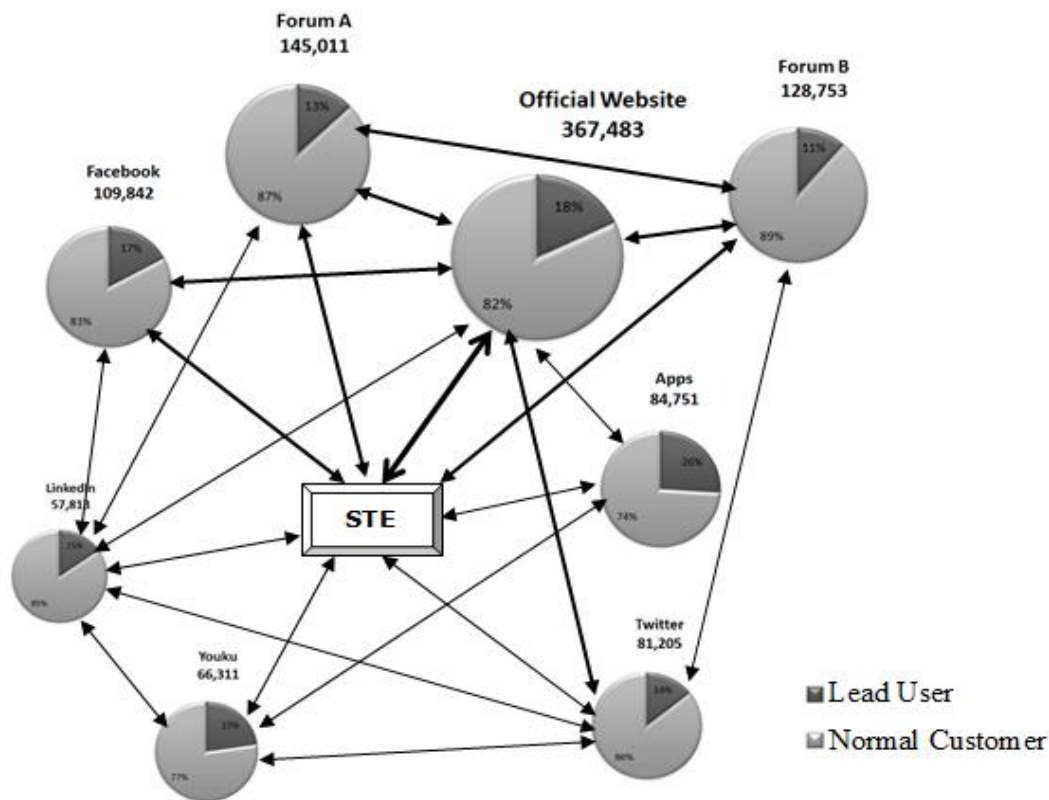 Forum A
145,011
Official Website
367,483
Forum B
128,753
Facebook
109,842
13%
87%
11%
89%
17%
83%
18%
82%
Apps
84,751
26%
74%
LinkedIn
57,813
15%
85%
STE
Youku
66,311
23%
77%
Twitter
81,205
14%
86%
Lead User
Normal Customer